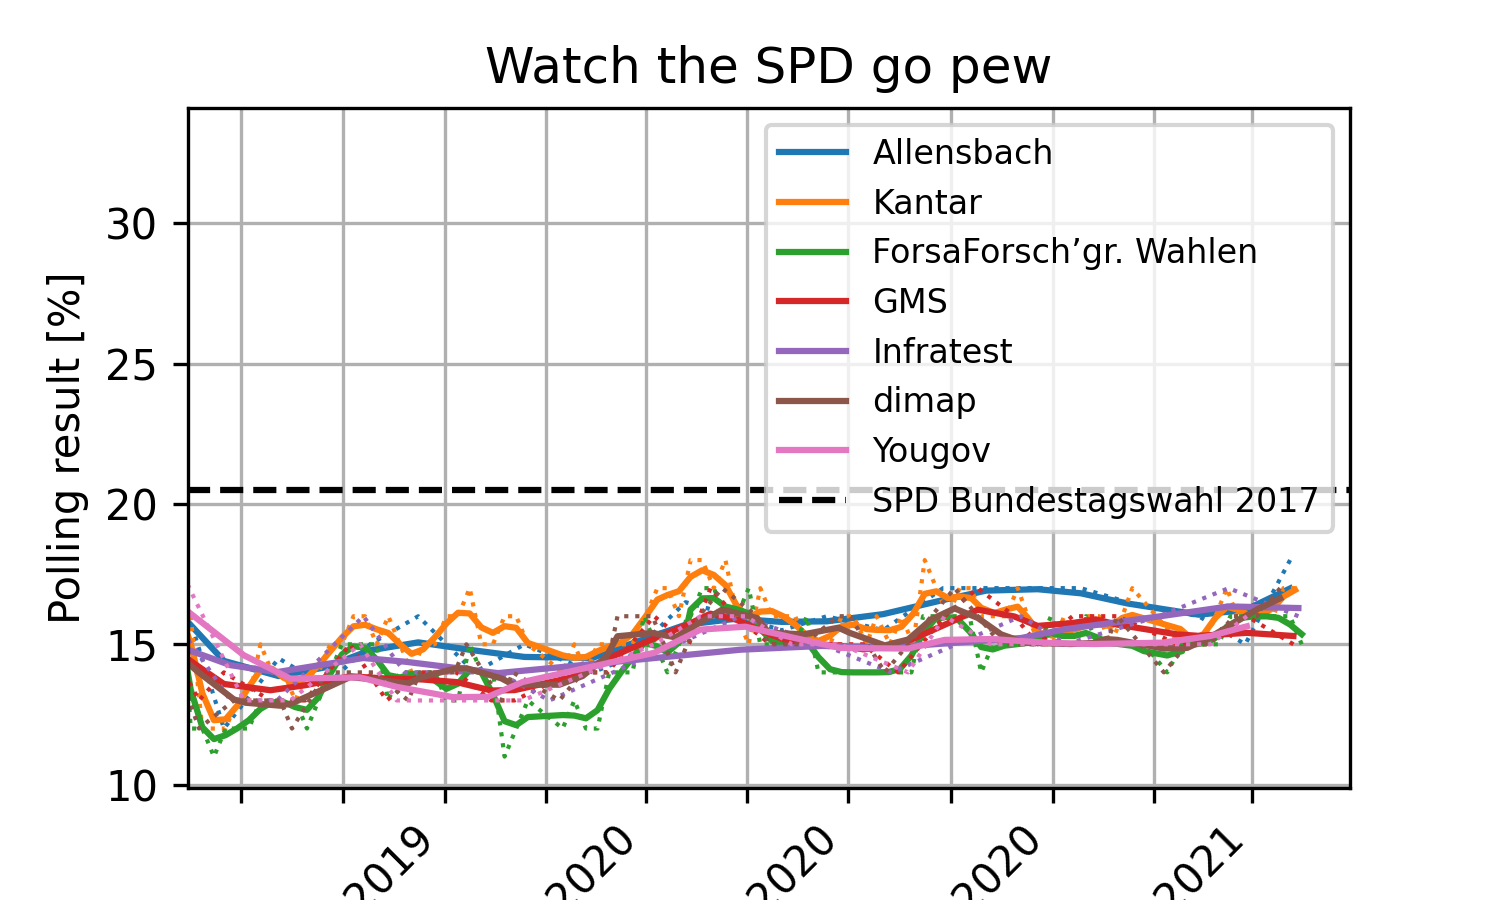 Watch the SPD go pew
Polling result [%]
30
25
20
15
10
Allensbach
Kantar
ForsaForsch’gr. Wahlen
GMS
Infratest
dimap
Yougov
SPD Bundestagswahl 2017
2019
2020
2020
2020
2021